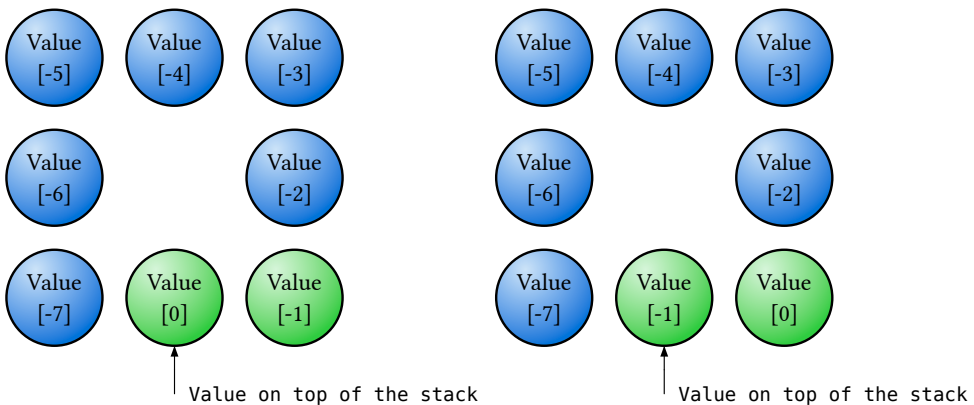 Value
[-5]
Value
[-4]
Value
[-3]
Value
[-6]
Value
[-2]
Value
[-7]
Value
[0]
Value
[-1]
Value on top of the stack
Value
[-5]
Value
[-4]
Value
[-3]
Value
[-6]
Value
[-2]
Value
[-7]
Value
[-1]
Value
[0]
Value on top of the stack